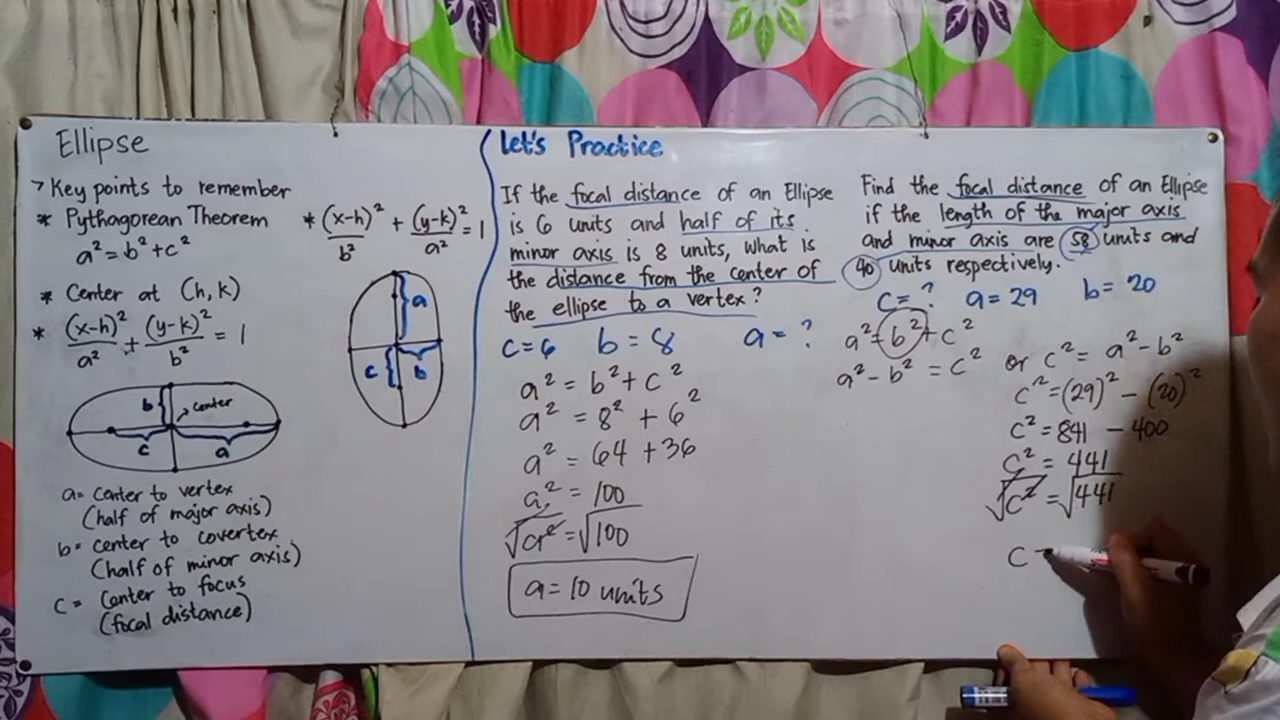 Ellipse
> Key points to remember
* Pythagorean Theorem
a² = b² + c²
* Center at (h, k)
* (x-h)²/a² + (y-k)²/b² = 1
b
center
c
a
a = center to vertex
(half of major axis)
b = center to covertex
(half of minor axis)
c = center to focus
(focal distance)
* (x-h)²/b² + (y-k)²/a² = 1
a
c
b
Let's Practice
If the focal distance of an Ellipse
is 6 units and half of its
minor axis is 8 units, what is
the distance from the center of
the ellipse to a vertex?
c = 6 b = 8 a = ?
a² = b² + c²
a² = 8² + 6²
a² = 64 + 36
a² = 100
√a² = √100
a = 10 units
Find the focal distance of an Ellipse
if the length of the major axis
and minor axis are 58 units and
40 units respectively.
c = ? a = 29 b = 20
a² = b² + c²
a² - b² = c² or c² = a² - b²
c² = (29)² - (20)²
c² = 841 - 400
c² = 441
√c² = √441
c =